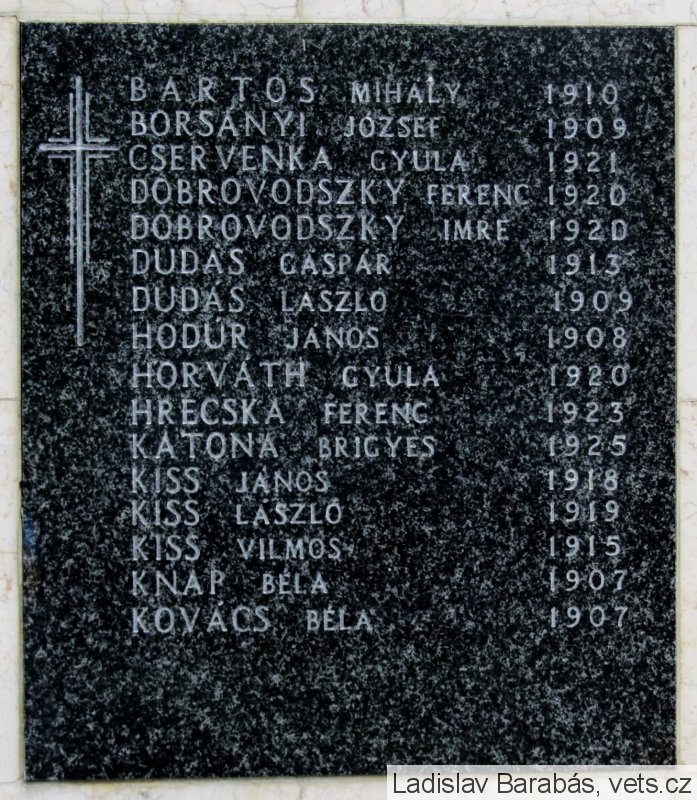 BARTOS MIHÁLY 1910
BORSÁNYI JÓZSEF 1909
CSERVENKA GYULA 1921
DOBROVODSZKY FERENC 1920
DOBROVODSZKY IMRE 1920
DUDÁS GÁSPÁR 1913
DUDÁS LÁSZLÓ 1909
HODÚR JÁNOS 1908
HORVÁTH GYULA 1920
HRECSKA FERENC 1923
KATONA BRIGYES 1925
KISS JÁNOS 1918
KISS LÁSZLÓ 1919
KISS VILMOS 1915
KNAP BÉLA 1907
KOVÁCS BÉLA 1907
Ladislav Barabás, vets.cz